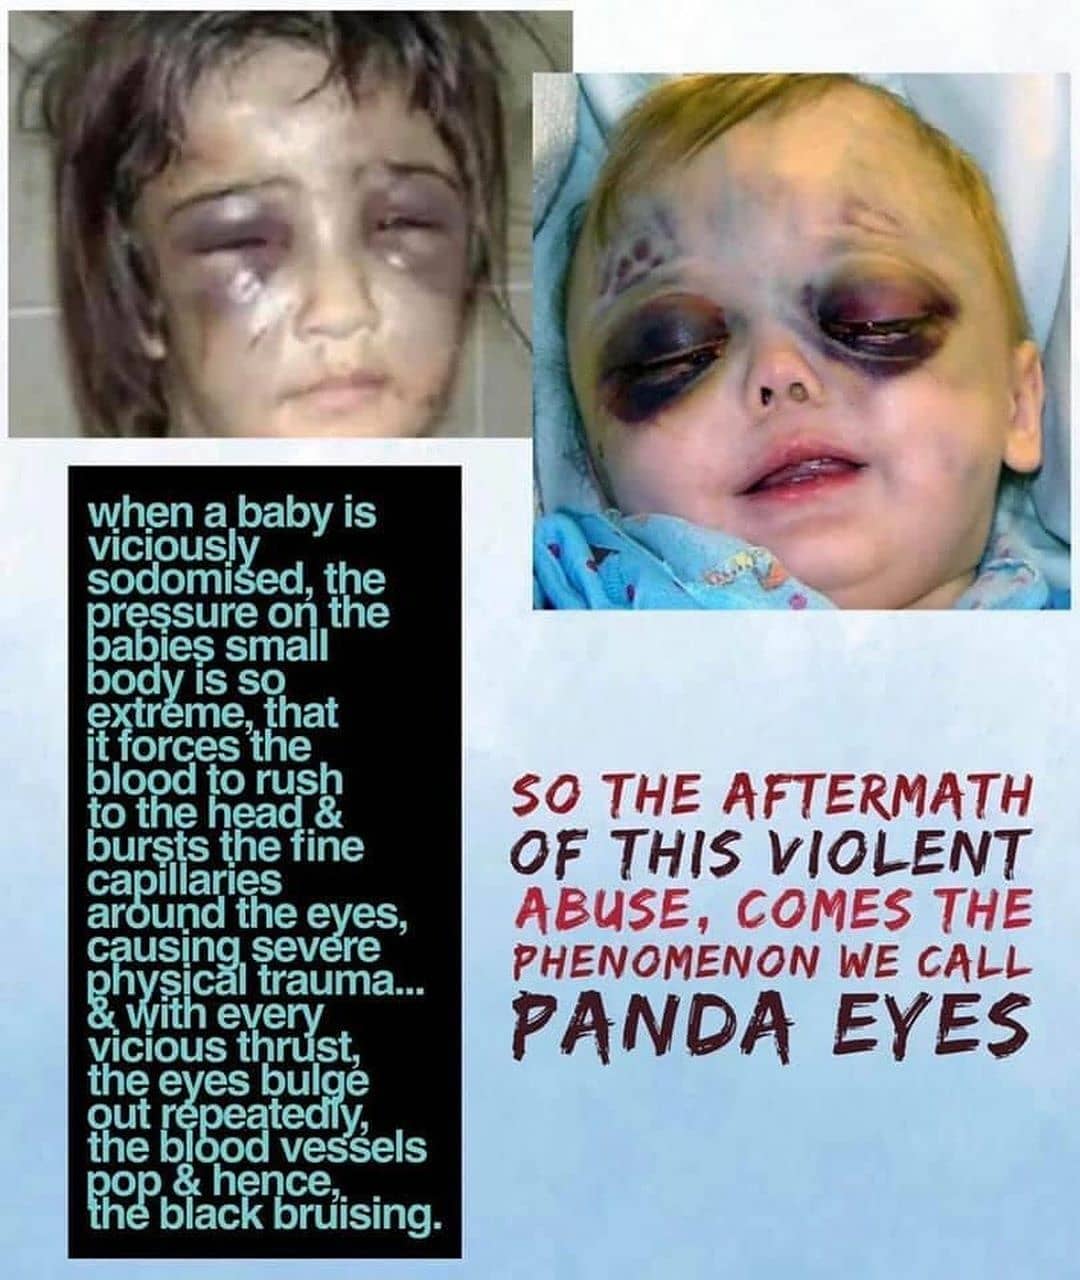 when a baby is
viciously
sodomised, the
pressure on the
babies small
body is so
extreme, that
it forces the
blood to rush
to the head &
bursts the fine
capillaries
around the eyes,
causing severe
physical trauma...
& with every
vicious thrust,
the eyes bulge
out repeatedly,
the blood vessels
pop & hence,
the black bruising.
SO THE AFTERMATH
OF THIS VIOLENT
ABUSE, COMES THE
PHENOMENON WE CALL
PANDA EYES